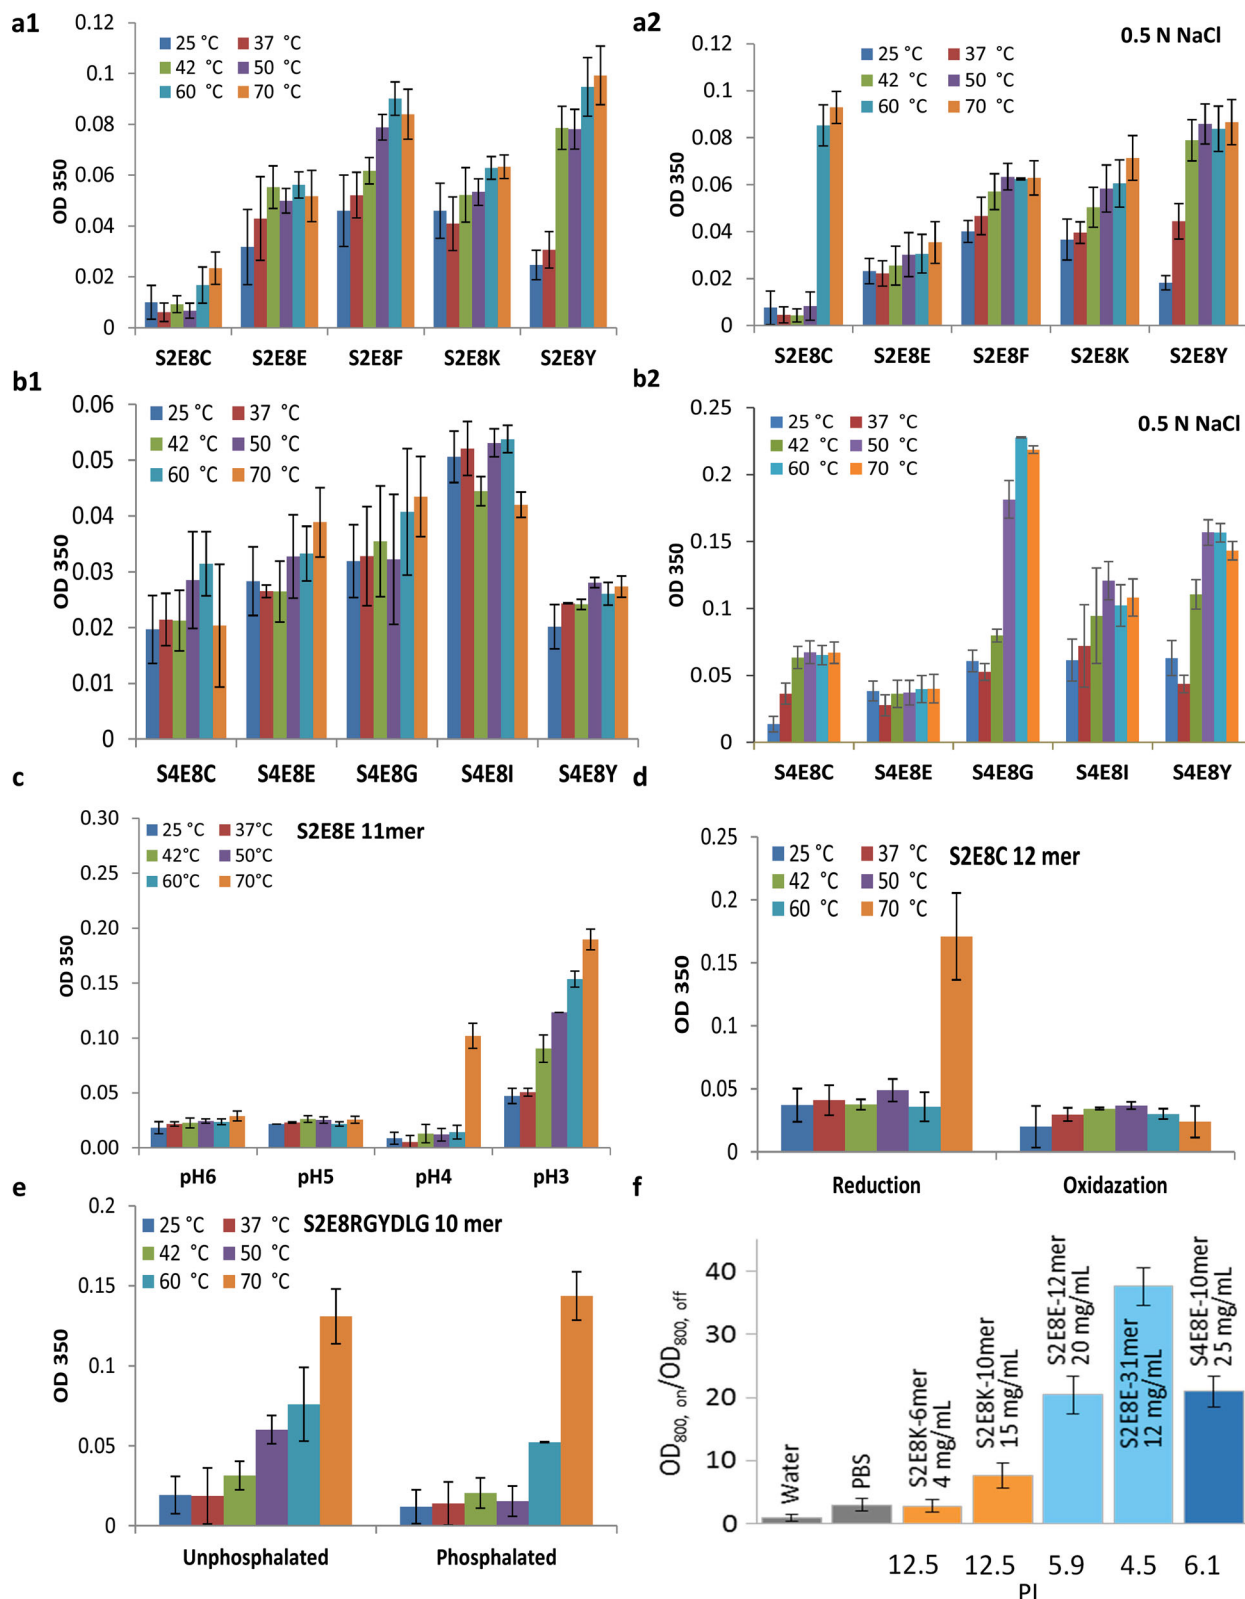 a1
0.12
0.1
0.08
0.06
0.04
0.02
0
OD 350
25 °C
37 °C
42 °C
50 °C
60 °C
70 °C
S2E8C
S2E8E
S2E8F
S2E8K
S2E8Y
a2
0.5 N NaCl
0.12
0.1
0.08
0.06
0.04
0.02
0
OD 350
25 °C
37 °C
42 °C
50 °C
60 °C
70 °C
S2E8C
S2E8E
S2E8F
S2E8K
S2E8Y
b1
0.06
0.05
0.04
0.03
0.02
0.01
0
OD 350
25 °C
37 °C
42 °C
50 °C
60 °C
70 °C
S4E8C
S4E8E
S4E8G
S4E8I
S4E8Y
b2
0.5 N NaCl
0.25
0.2
0.15
0.1
0.05
0
OD 350
25 °C
37 °C
42 °C
50 °C
60 °C
70 °C
S4E8C
S4E8E
S4E8G
S4E8I
S4E8Y
c
S2E8E 11mer
0.30
0.25
0.20
0.15
0.10
0.05
0.00
OD 350
25 °C
37°C
42°C
50°C
60°C
70°C
pH6
pH5
pH4
pH3
d
S2E8C 12 mer
0.25
0.2
0.15
0.1
0.05
0
OD 350
25 °C
37 °C
42 °C
50 °C
60 °C
70 °C
Reduction
Oxidazation
e
S2E8RGYDLG 10 mer
0.2
0.15
0.1
0.05
0
OD 350
25 °C
37 °C
42 °C
50 °C
60 °C
70 °C
Unphosphalated
Phosphalated
f
OD800, on/OD800, off
40
30
20
10
0
Water
PBS
S2E8K-6mer
4 mg/mL
S2E8K-10mer
15 mg/mL
S2E8E-12mer
20 mg/mL
S2E8E-31mer
12 mg/mL
S4E8E-10mer
25 mg/mL
12.5
12.5
5.9
4.5
6.1
PI